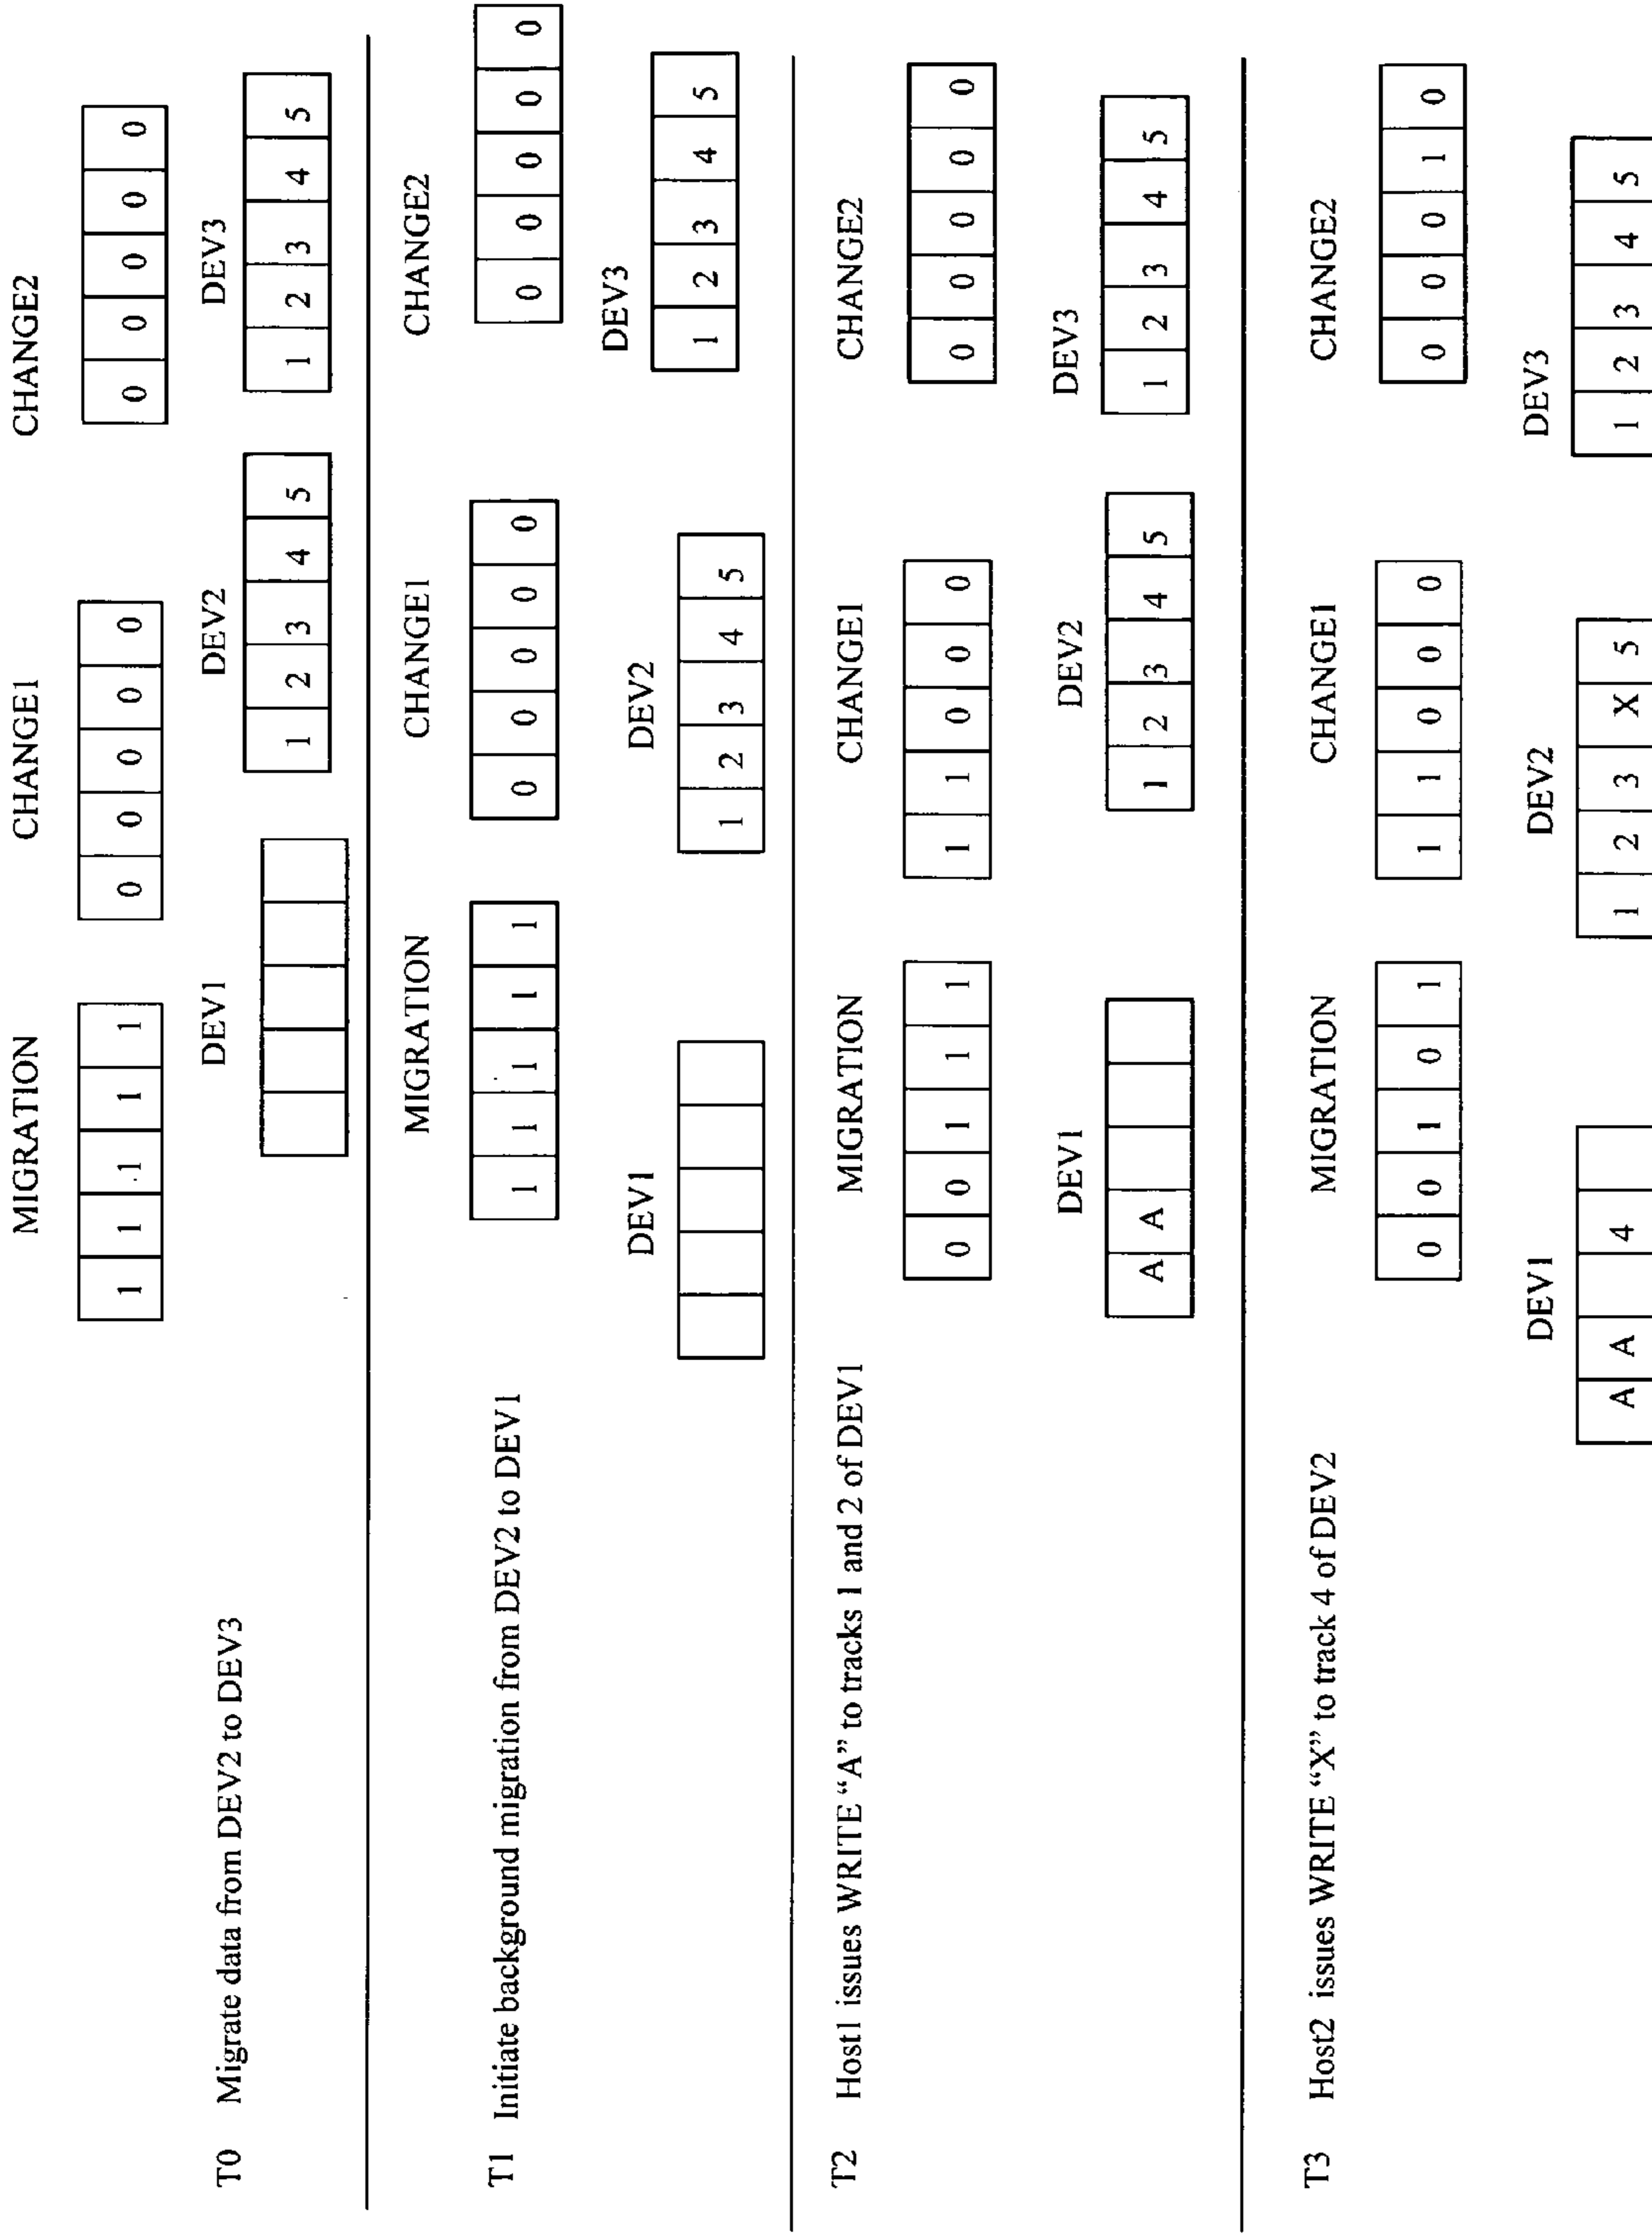 MIGRATION CHANGE1 CHANGE2
1 1 1 1 1 0 0 0 0 0 0 0 0 0 0
T0 Migrate data from DEV2 to DEV3
DEV1 DEV2 DEV3
1 2 3 4 5 1 2 3 4 5
MIGRATION CHANGE1 CHANGE2
T1 Initiate background migration from DEV2 to DEV1
1 1 1 1 1 0 0 0 0 0 0 0 0 0 0
DEV1 DEV2 DEV3
1 2 3 4 5 1 2 3 4 5
T2 Host1 issues WRITE “A” to tracks 1 and 2 of DEV1
MIGRATION CHANGE1 CHANGE2
0 0 1 1 1 1 1 0 0 0 0 0 0 0 0
DEV1 DEV2 DEV3
A A 1 2 3 4 5 1 2 3 4 5
T3 Host2 issues WRITE “X” to track 4 of DEV2
MIGRATION CHANGE1 CHANGE2
0 0 1 0 1 1 1 0 0 0 0 0 0 1 0
DEV1 DEV2 DEV3
A A 4 1 2 3 X 5 1 2 3 4 5